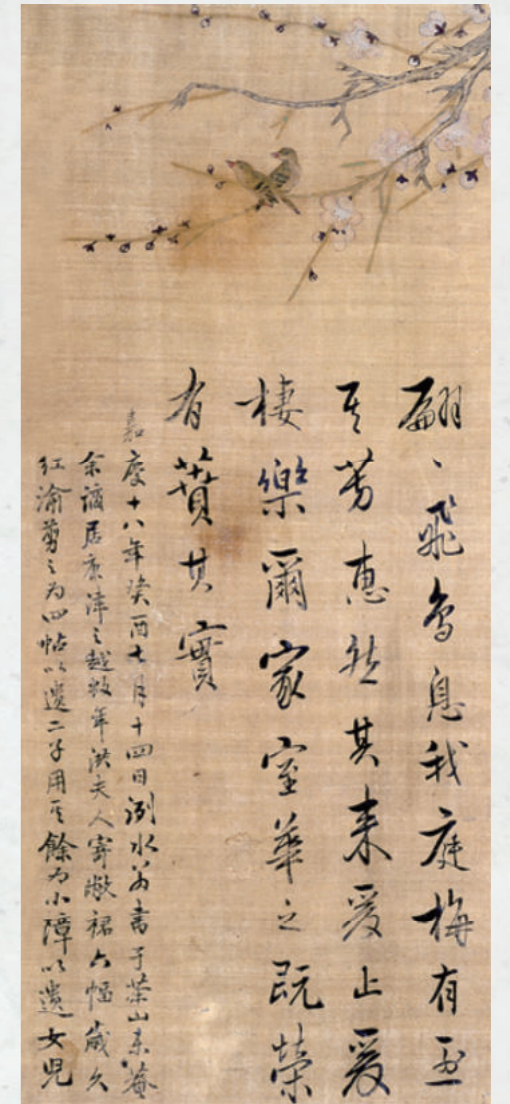 翩〻飛鳥息我庭梅有烈
其芳惠然其來爰止爰
棲樂爾家室華之既榮
有蕡其實
嘉慶十八年癸酉七月十四日洌水翁書于茶山東菴
余謫居康津之越數年洪夫人寄敝裙六幅歲久
紅渝剪之為四帖以遺二子用其餘為小障以遺女兒